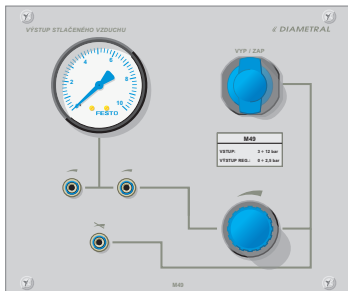 VÝSTUP STLAČENÉHO VZDUCHU
DIAMETRAL
VYP / ZAP
2
4
6
8
10
FESTO
M49
VSTUP: 3 ÷ 12 bar
VÝSTUP REG.: 0 ÷ 2,5 bar
M49